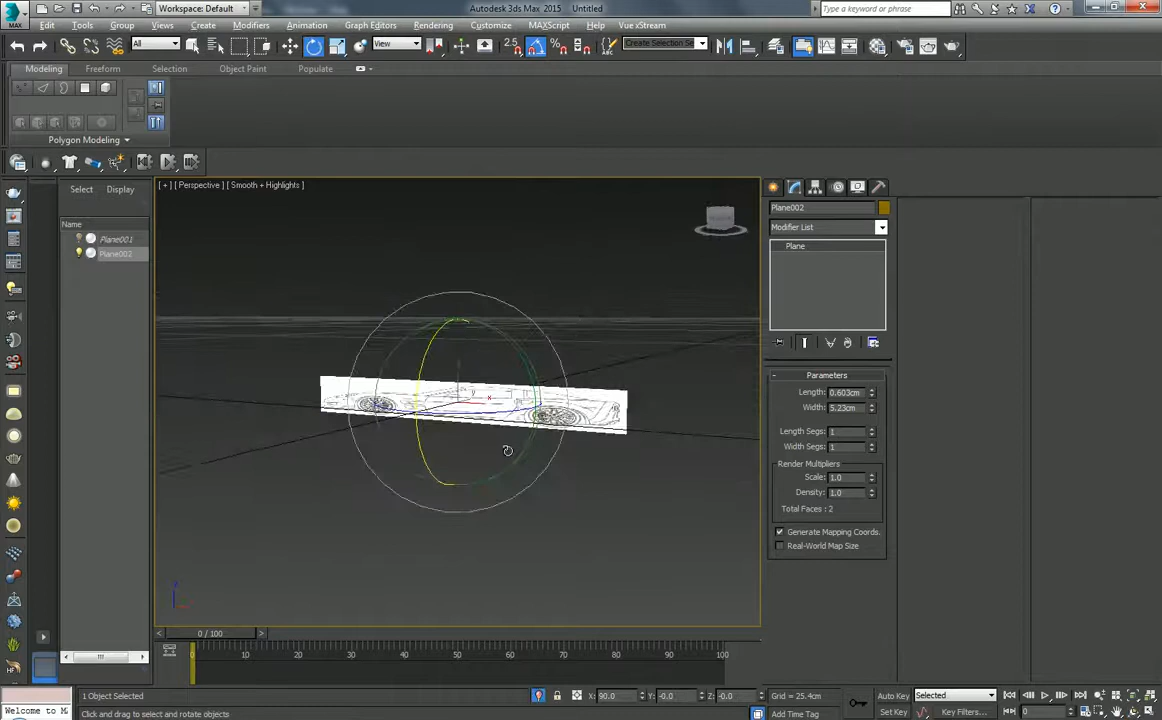 Workspace: Default
Autodesk 3ds Max 2015    Untitled
Type a keyword or phrase
MAX
Edit Tools Group Views Create Modifiers Animation Graph Editors Rendering Customize MAXScript Help Vue xStream
All
View
2.5
Create Selection Se
Modeling Freeform Selection Object Paint Populate
Polygon Modeling
Select Display
[ + ] [ Perspective ] [ Smooth + Highlights ]
Name
Plane001
Plane002
Plane002
Modifier List
Plane
Parameters
Length: 0.603cm
Width: 5.23cm
Length Segs: 1
Width Segs: 1
Render Multipliers
Scale: 1.0
Density: 1.0
Total Faces : 2
Generate Mapping Coords.
Real-World Map Size
x
z
0 / 100
0 10 20 30 40 50 60 70 80 90 100
1 Object Selected
X: 90.0 Y: -0.0 Z: -0.0 Grid = 25.4cm
Auto Key Selected
Welcome to M
Click and drag to select and rotate objects
Add Time Tag
Set Key Key Filters...
0